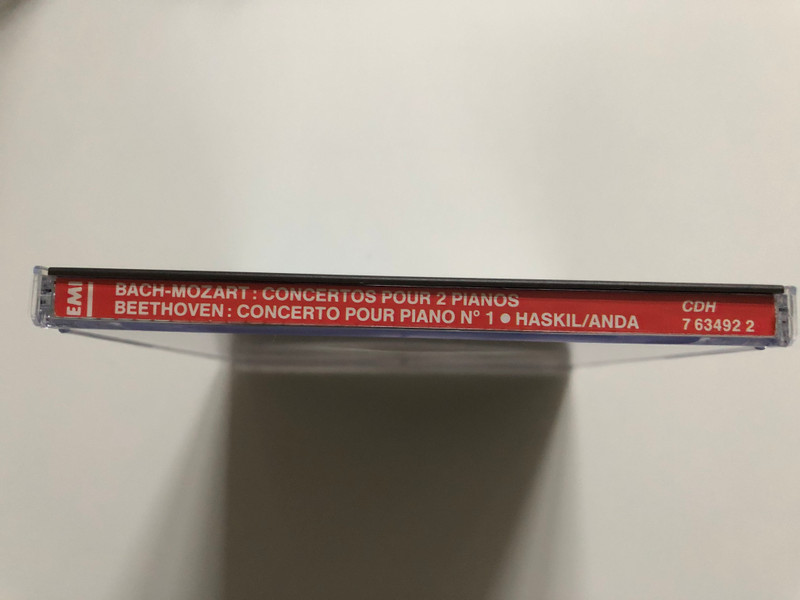 EMI
BACH-MOZART : CONCERTOS POUR 2 PIANOS
BEETHOVEN : CONCERTO POUR PIANO N° 1 ● HASKIL/ANDA
CDH
7 63492 2